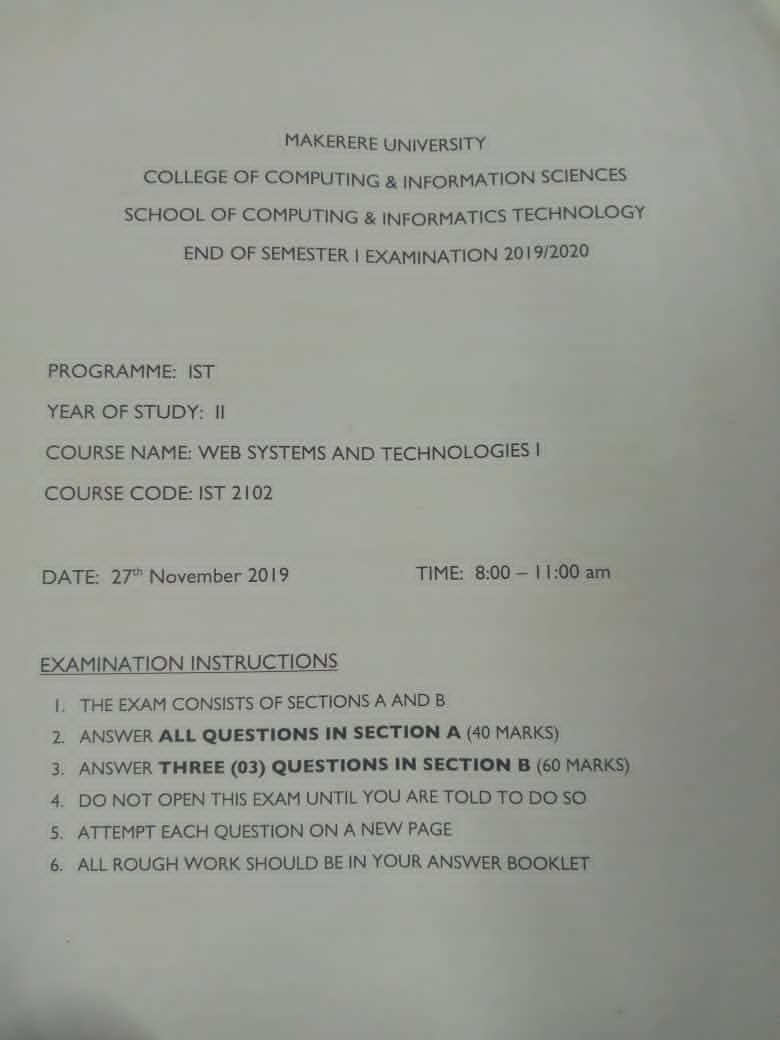 MAKERERE UNIVERSITY
COLLEGE OF COMPUTING & INFORMATION SCIENCES
SCHOOL OF COMPUTING & INFORMATICS TECHNOLOGY
END OF SEMESTER I EXAMINATION 2019/2020
PROGRAMME: IST
YEAR OF STUDY: II
COURSE NAME: WEB SYSTEMS AND TECHNOLOGIES I
COURSE CODE: IST 2102
DATE: 27th November 2019 TIME: 8:00 – 11:00 am
EXAMINATION INSTRUCTIONS
1. THE EXAM CONSISTS OF SECTIONS A AND B
2. ANSWER ALL QUESTIONS IN SECTION A (40 MARKS)
3. ANSWER THREE (03) QUESTIONS IN SECTION B (60 MARKS)
4. DO NOT OPEN THIS EXAM UNTIL YOU ARE TOLD TO DO SO
5. ATTEMPT EACH QUESTION ON A NEW PAGE
6. ALL ROUGH WORK SHOULD BE IN YOUR ANSWER BOOKLET